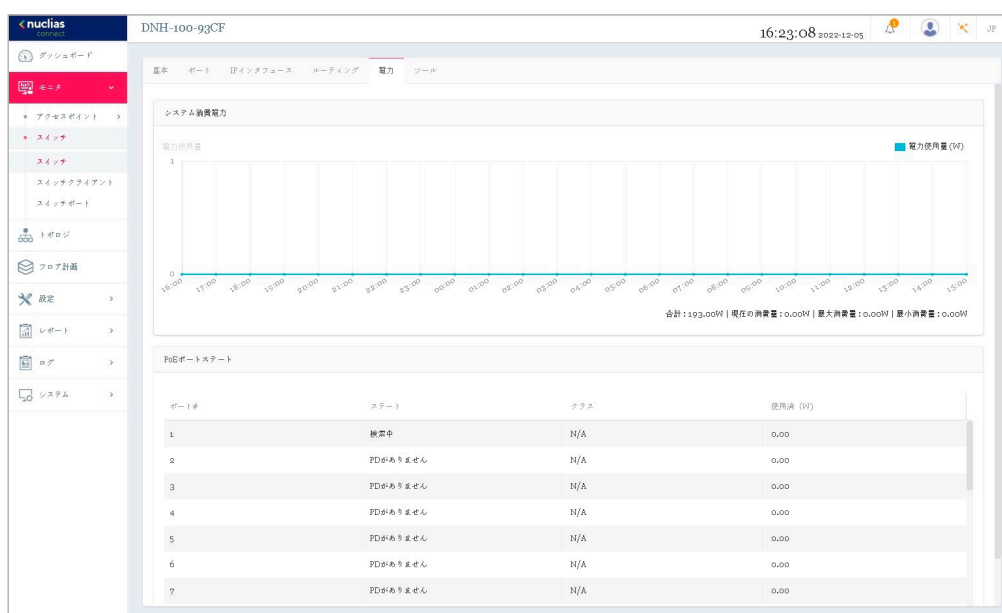 nuclias
connect
DNH-100-93CF
16:23:08 2022-12-05
1
JP
ダッシュボード
モニタ
アクセスポイント
スイッチ
スイッチ
スイッチクライアント
スイッチポート
トポロジ
フロア計画
設定
レポート
ログ
システム
基本 ポート IPインタフェース ルーティング 電力 ツール
システム消費電力
電力使用量
電力使用量(W)
1
0
16:00 17:00 18:00 19:00 20:00 21:00 22:00 23:00 00:00 01:00 02:00 03:00 04:00 05:00 06:00 07:00 08:00 09:00 10:00 11:00 12:00 13:00 14:00 15:00
合計:193.00W | 現在の消費量:0.00W | 最大消費量:0.00W | 最小消費量:0.00W
PoEポートステート
ポート# ステート クラス 使用済 (W)
1 検索中 N/A 0.00
2 PDがありません N/A 0.00
3 PDがありません N/A 0.00
4 PDがありません N/A 0.00
5 PDがありません N/A 0.00
6 PDがありません N/A 0.00
7 PDがありません N/A 0.00